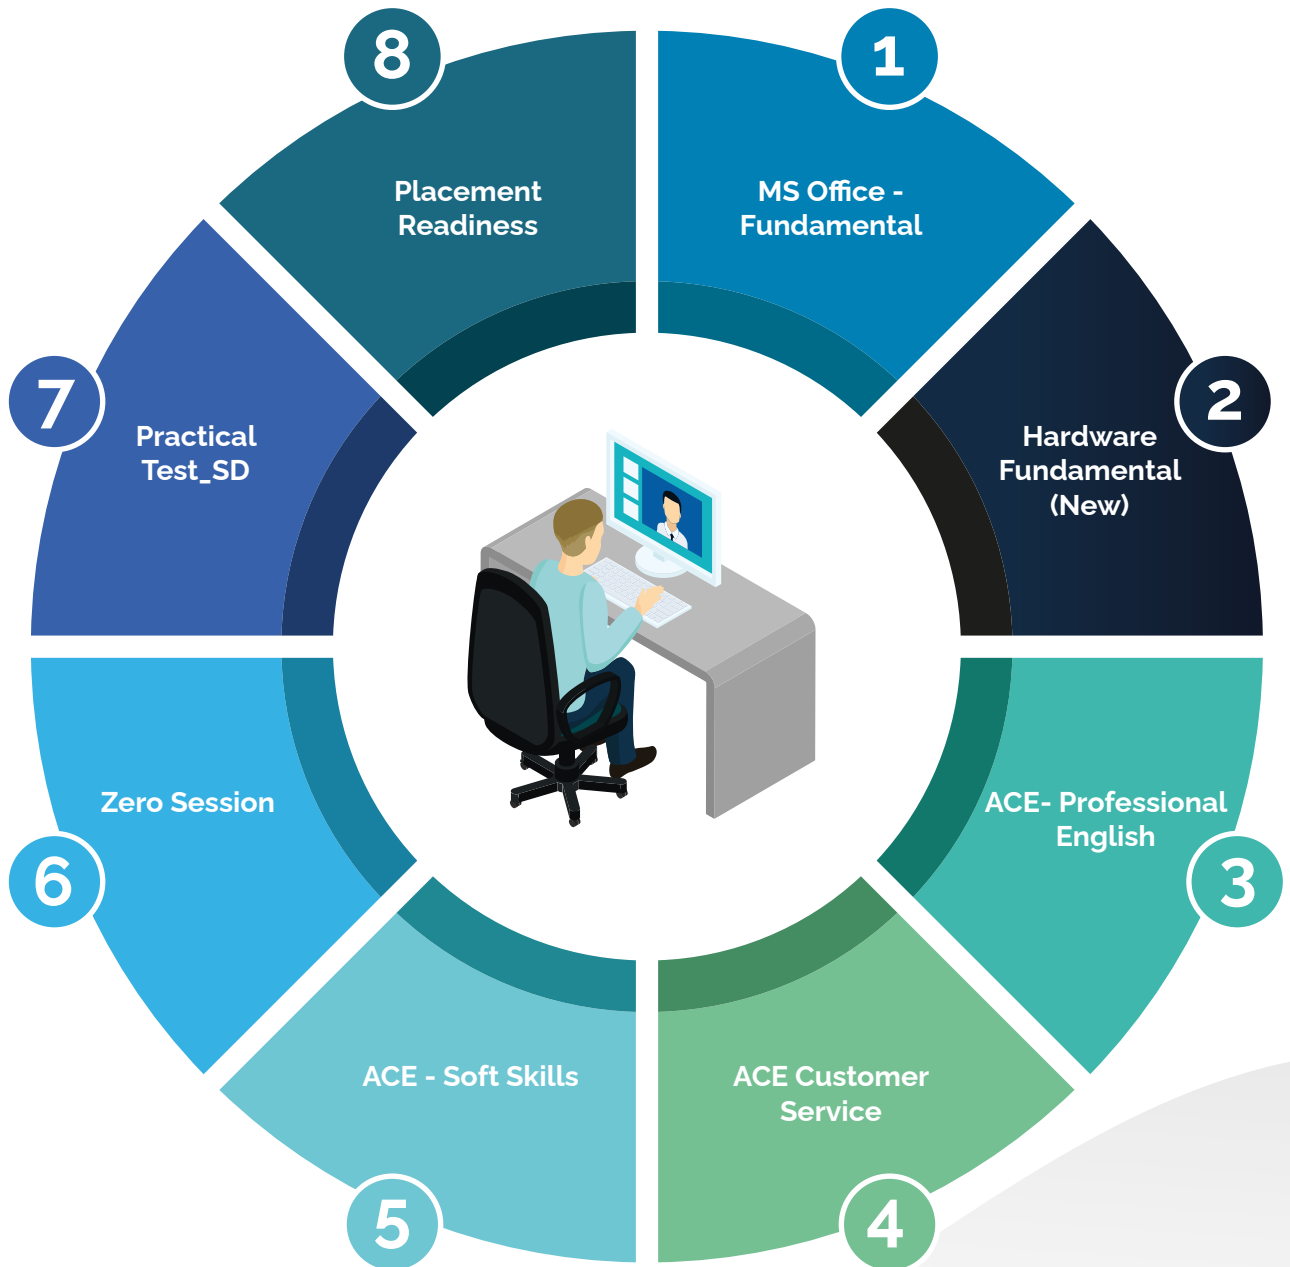 1
MS Office -
Fundamental
2
Hardware
Fundamental
(New)
3
ACE- Professional
English
4
ACE Customer
Service
5
ACE - Soft Skills
6
Zero Session
7
Practical
Test_SD
8
Placement
Readiness